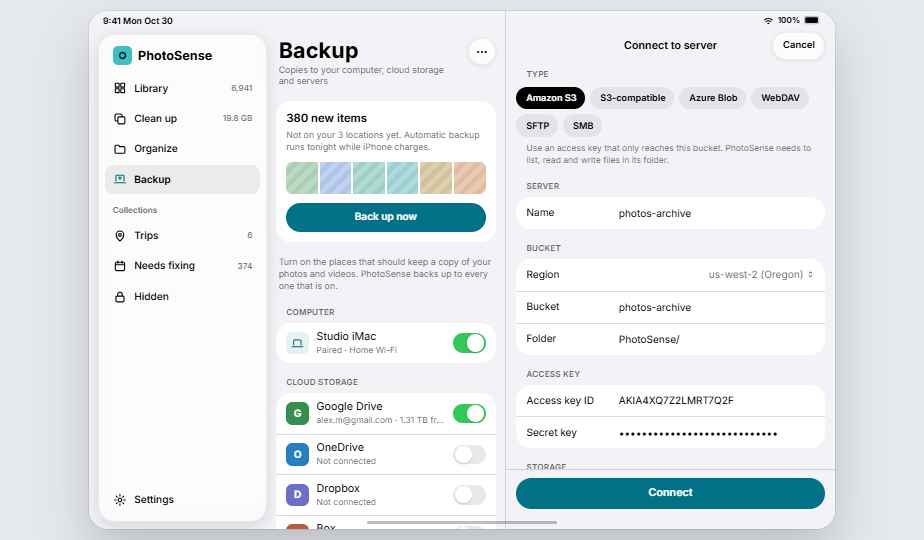 9:41 Mon Oct 30
100%
PhotoSense
Library 6,941
Clean up 19.8 GB
Organize
Backup
Collections
Trips 6
Needs fixing 374
Hidden
Settings
Backup
Copies to your computer, cloud storage
and servers
380 new items
Not on your 3 locations yet. Automatic backup
runs tonight while iPhone charges.
Back up now
Turn on the places that should keep a copy of your
photos and videos. PhotoSense backs up to every
one that is on.
COMPUTER
Studio iMac
Paired · Home Wi-Fi
CLOUD STORAGE
G
Google Drive
alex.m@gmail.com · 1.31 TB fr...
O
OneDrive
Not connected
D
Dropbox
Not connected
Box
Connect to server
Cancel
TYPE
Amazon S3 S3-compatible Azure Blob WebDAV
SFTP SMB
Use an access key that only reaches this bucket. PhotoSense needs to
list, read and write files in its folder.
SERVER
Name photos-archive
BUCKET
Region us-west-2 (Oregon)
Bucket photos-archive
Folder PhotoSense/
ACCESS KEY
Access key ID AKIA4XQ7Z2LMRT7Q2F
Secret key ••••••••••••••••••••••••••••
STORAGE
Connect